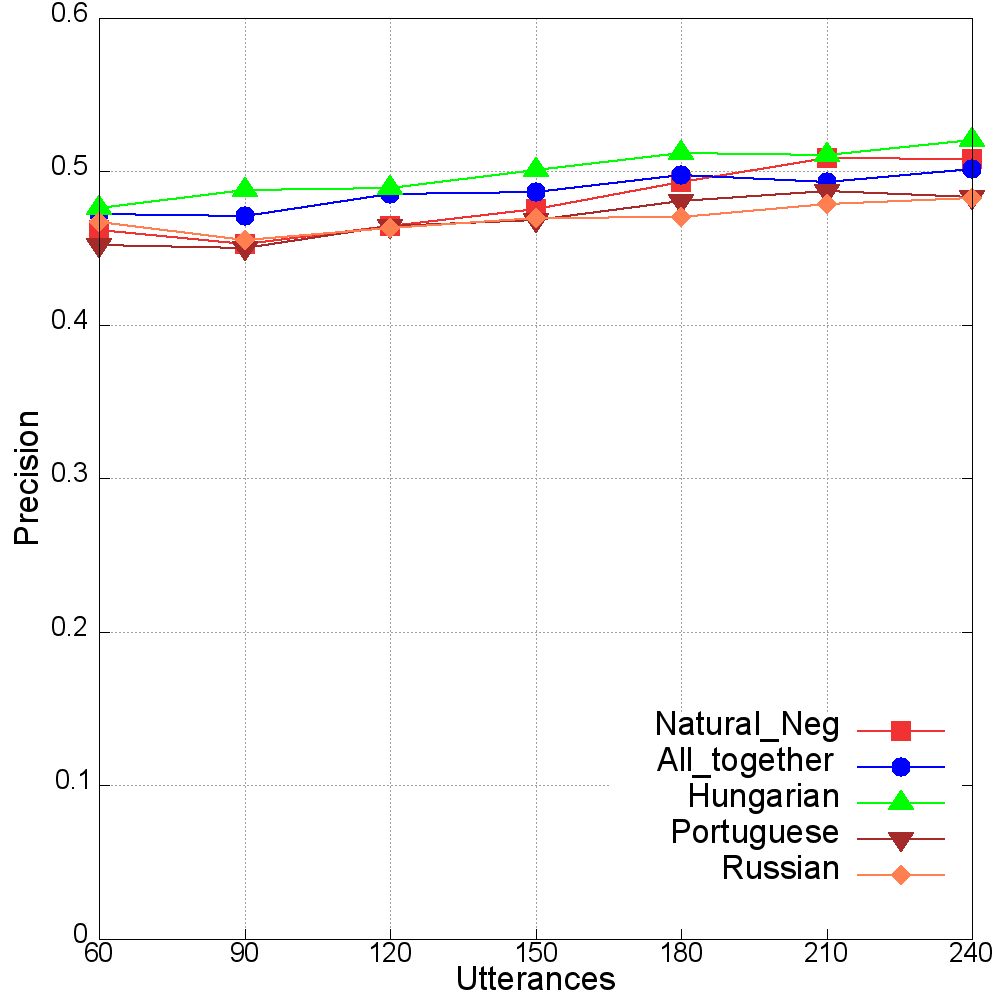 0.6
0.5
0.4
0.3
0.2
0.1
0
Precision
Natural_Neg
All_together
Hungarian
Portuguese
Russian
60 90 120 150 180 210 240
Utterances